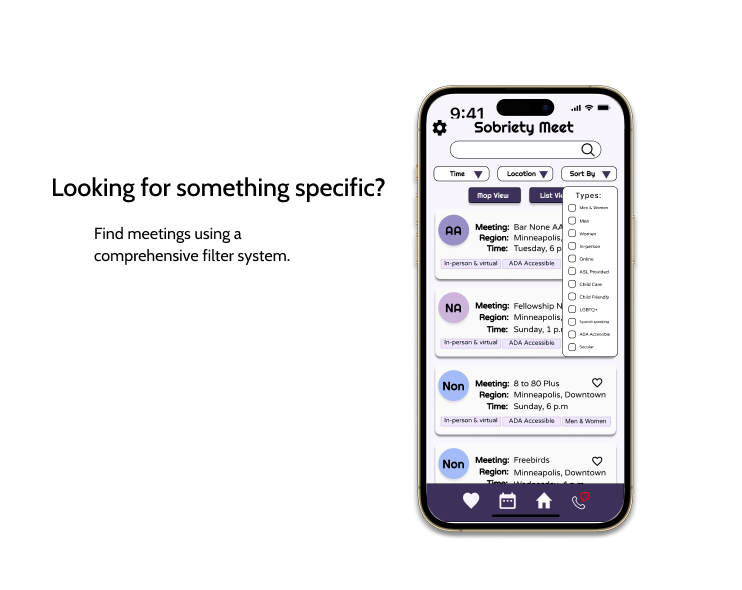 Looking for something specific?
Find meetings using a
comprehensive filter system.
9:41
Sobriety Meet
Time
Location
Sort By
Map View
List Vi
Types:
Men & Women
Men
Women
In-person
Online
ASL Provided
Child Care
Child Friendly
LGBTQ+
Spanish speaking
ADA Accessible
Secular
AA
Meeting: Bar None AA
Region: Minneapolis,
Time: Tuesday, 6 p
In-person & virtual ADA Accessible
NA
Meeting: Fellowship N
Region: Minneapolis,
Time: Sunday, 1 p.
In-person & virtual ADA Accessible
Non
Meeting: 8 to 80 Plus
Region: Minneapolis, Downtown
Time: Sunday, 6 p.m
In-person & virtual ADA Accessible Men & Women
Non
Meeting: Freebirds
Region: Minneapolis, Downtown
Time: Wednesday, 4 p.m